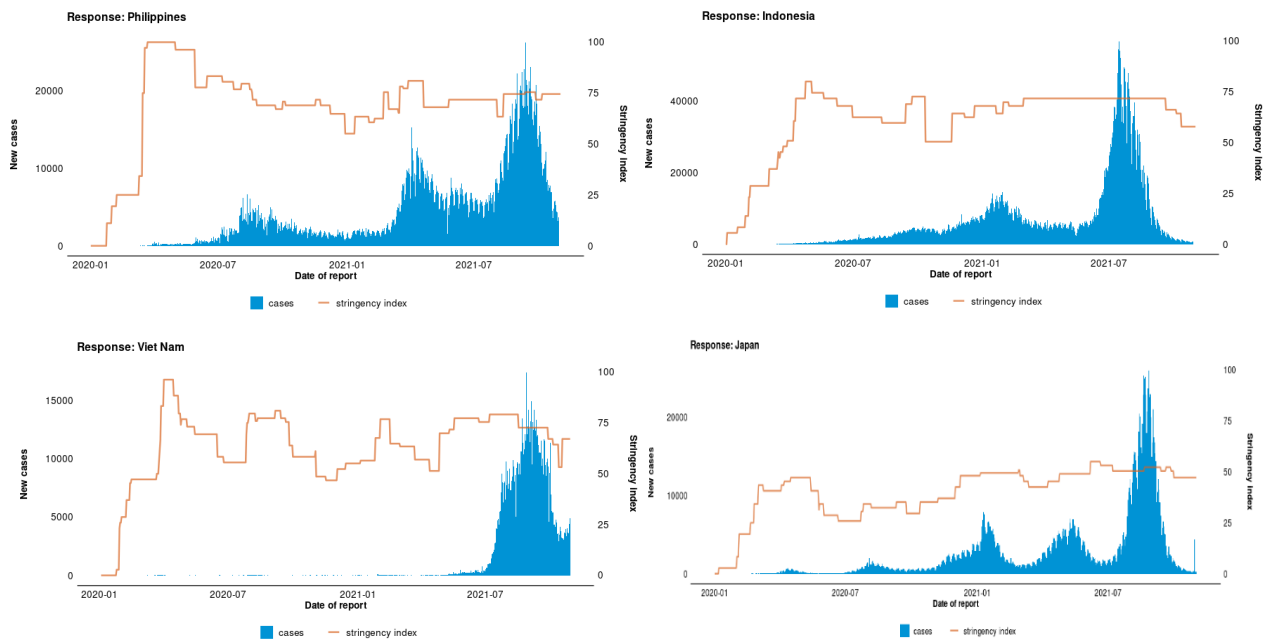 Response: Philippines
100
75
50
25
0
20000
10000
0
New cases
Stringency Index
2020-01 2020-07 2021-01 2021-07
Date of report
cases stringency index
Response: Indonesia
100
75
50
25
0
40000
20000
0
New cases
Stringency Index
2020-01 2020-07 2021-01 2021-07
Date of report
cases stringency index
Response: Viet Nam
100
75
50
25
0
15000
10000
5000
0
New cases
Stringency Index
2020-01 2020-07 2021-01 2021-07
Date of report
cases stringency index
Response: Japan
100
75
50
25
0
20000
10000
0
New cases
Stringency Index
2020-01 2020-07 2021-01 2021-07
Date of report
cases stringency index